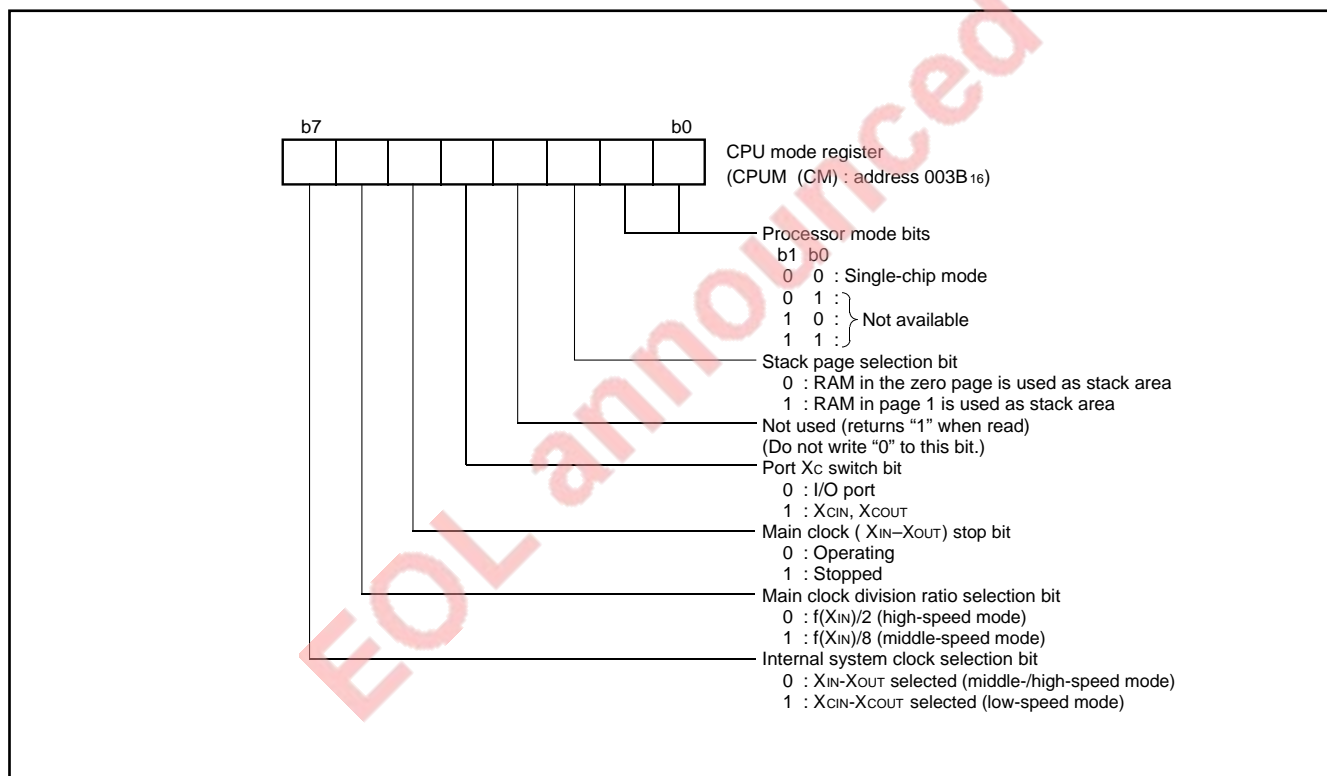 EOL announced
b7 b0
CPU mode register
(CPUM (CM) : address 003B16)
Processor mode bits
b1 b0
0 0 : Single-chip mode
0 1 :
1 0 : Not available
1 1 :
Stack page selection bit
0 : RAM in the zero page is used as stack area
1 : RAM in page 1 is used as stack area
Not used (returns “1” when read)
(Do not write “0” to this bit.)
Port XC switch bit
0 : I/O port
1 : XCIN, XCOUT
Main clock ( XIN–XOUT) stop bit
0 : Operating
1 : Stopped
Main clock division ratio selection bit
0 : f(XIN)/2 (high-speed mode)
1 : f(XIN)/8 (middle-speed mode)
Internal system clock selection bit
0 : XIN-XOUT selected (middle-/high-speed mode)
1 : XCIN-XCOUT selected (low-speed mode)